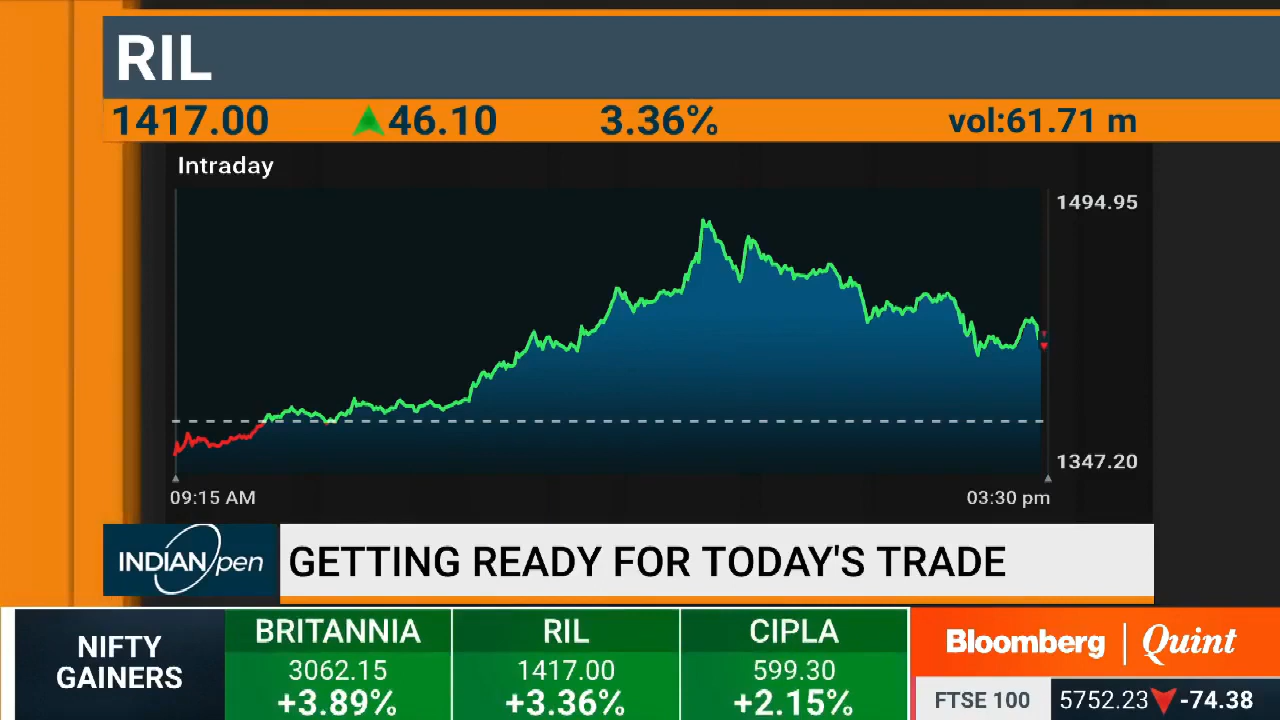 RIL
1417.00 46.10 3.36% vol:61.71 m
Intraday
1494.95
1347.20
09:15 AM 03:30 pm
INDIAN Open GETTING READY FOR TODAY'S TRADE
NIFTY
GAINERS
BRITANNIA
3062.15
+3.89%
RIL
1417.00
+3.36%
CIPLA
599.30
+2.15%
Bloomberg | Quint
FTSE 100 5752.23 -74.38